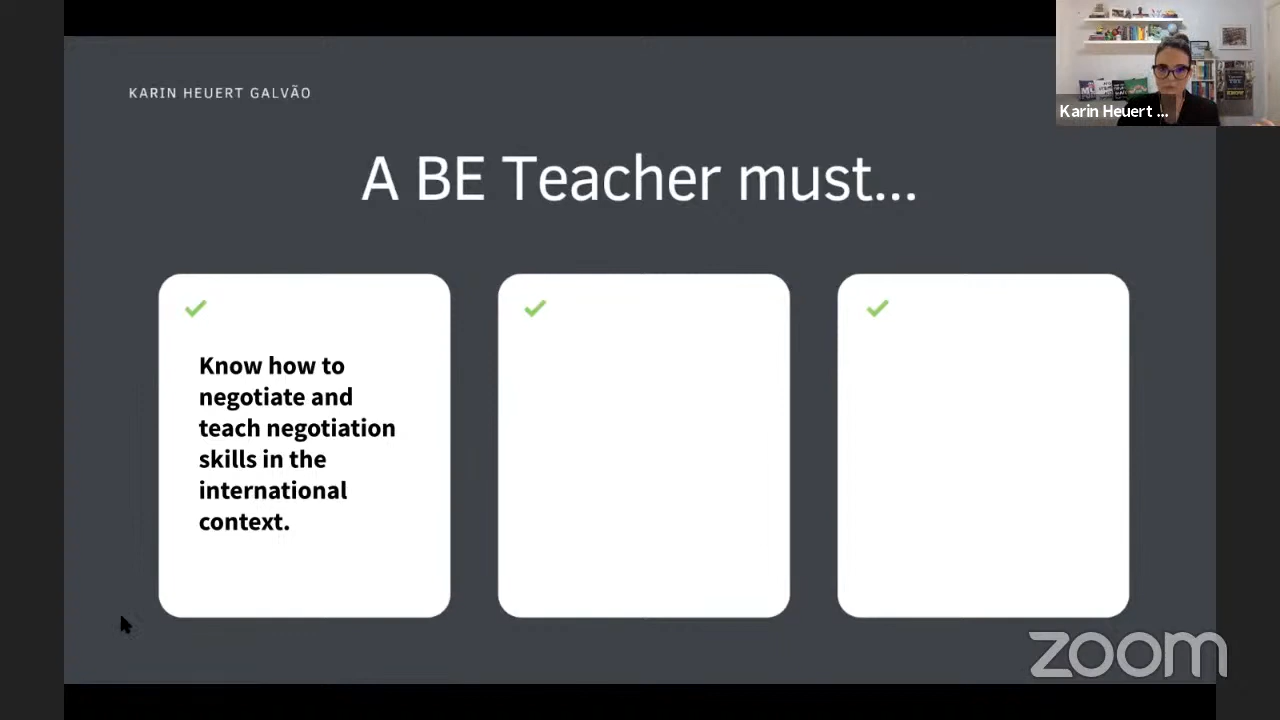 KARIN HEUERT GALVÃO
Karin Heuert ...
A BE Teacher must...
Know how to
negotiate and
teach negotiation
skills in the
international
context.
zoom